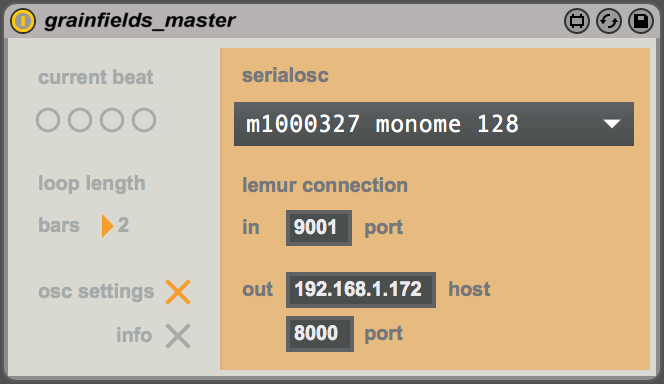 grainfields_master
current beat
loop length
bars 2
osc settings
info
serialosc
m1000327 monome 128
lemur connection
in 9001 port
out 192.168.1.172 host
8000 port